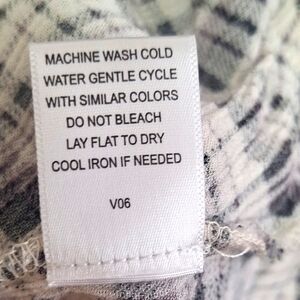 MACHINE WASH COLD
WATER GENTLE CYCLE
WITH SIMILAR COLORS
DO NOT BLEACH
LAY FLAT TO DRY
COOL IRON IF NEEDED
V06